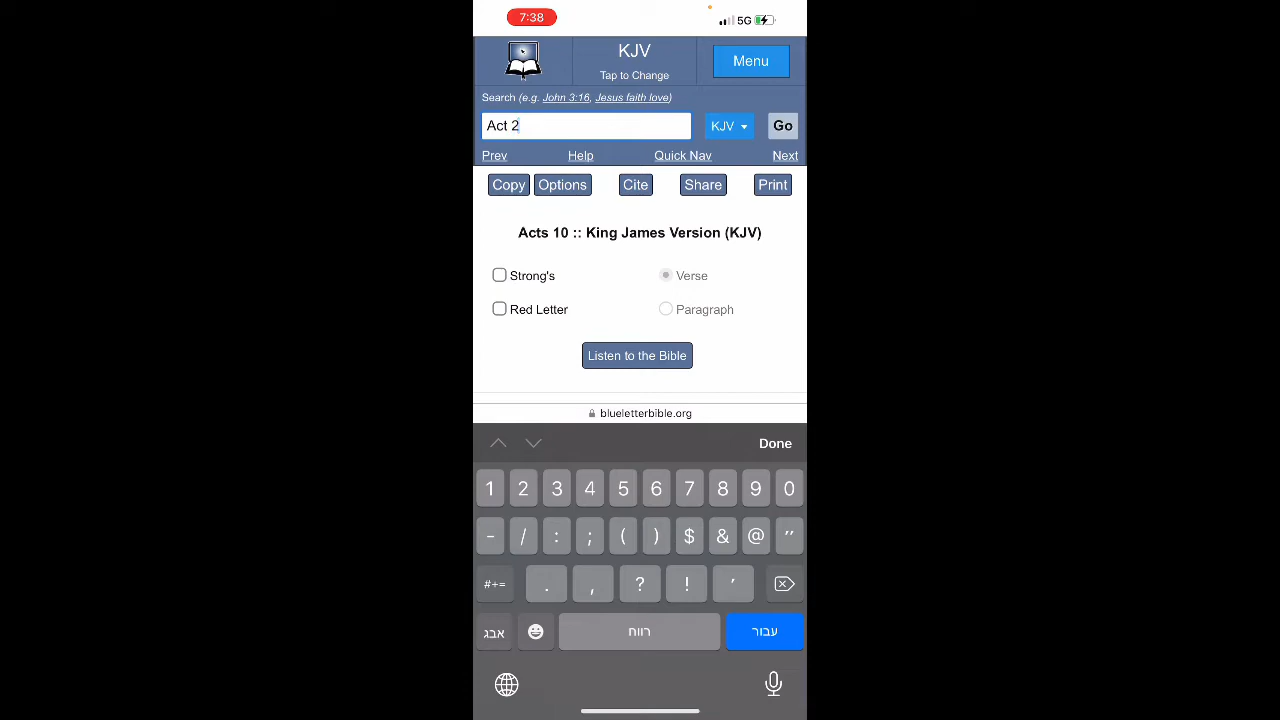 7:38
5G
KJV
Tap to Change
Menu
Search (e.g. John 3:16, Jesus faith love)
Act 2
KJV
Go
Prev
Help
Quick Nav
Next
Copy
Options
Cite
Share
Print
Acts 10 :: King James Version (KJV)
Strong's
Verse
Red Letter
Paragraph
Listen to the Bible
blueletterbible.org
Done
1 2 3 4 5 6 7 8 9 0
- / : ; ( ) $ & @ ”
#+= . , ? ! ’
אבג
רווח
עבור